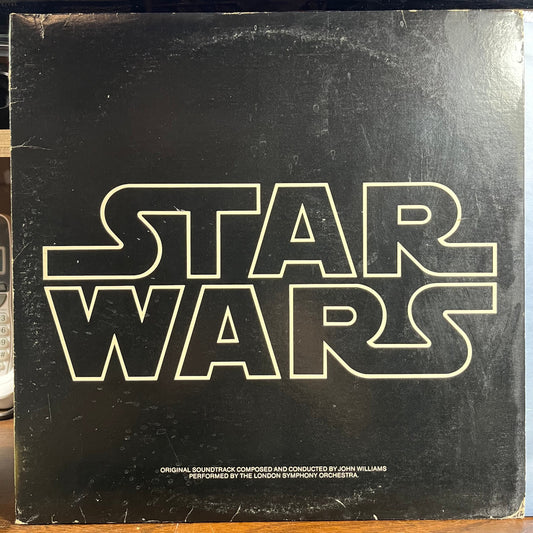 STAR
WARS
ORIGINAL SOUNDTRACK COMPOSED AND CONDUCTED BY JOHN WILLIAMS
PERFORMED BY THE LONDON SYMPHONY ORCHESTRA.